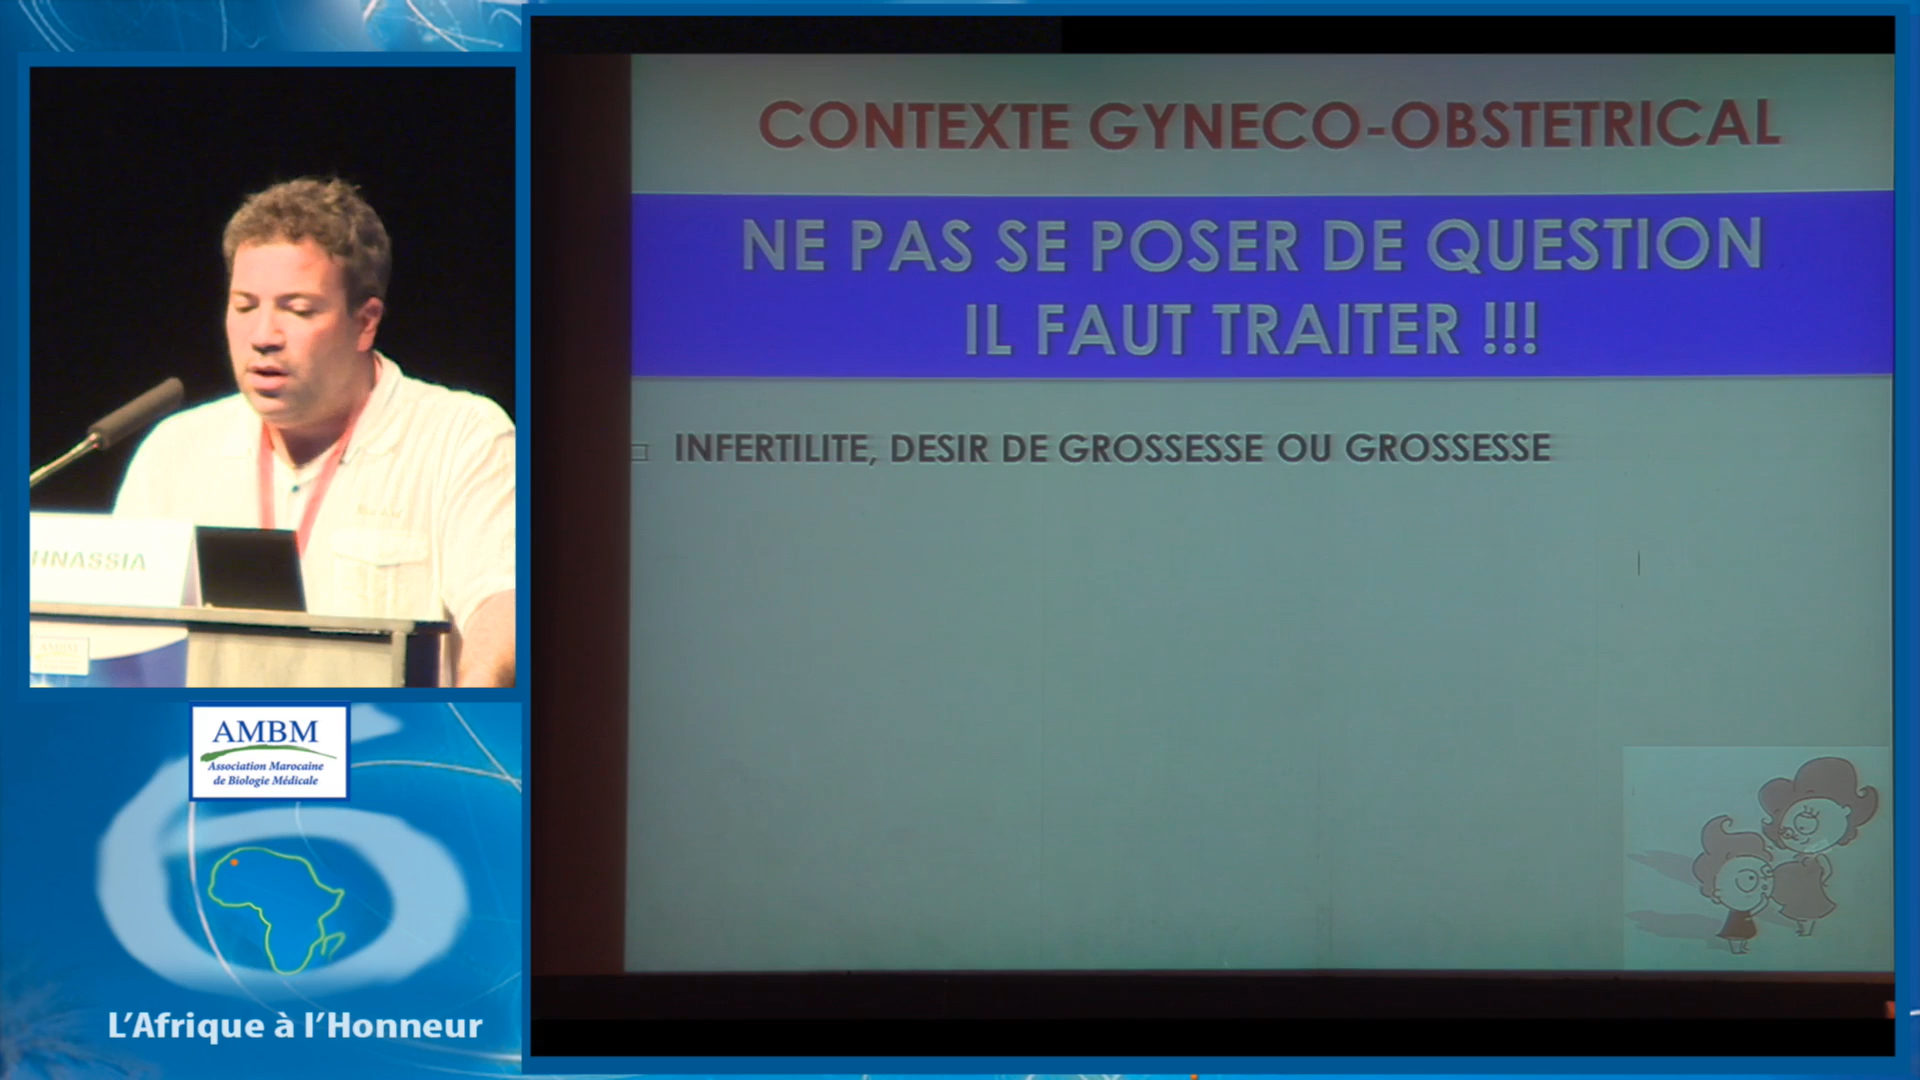 CONTEXTE GYNECO-OBSTETRICAL
NE PAS SE POSER DE QUESTION
IL FAUT TRAITER !!!
INFERTILITE, DESIR DE GROSSESSE OU GROSSESSE
HNASSIA
AMBM
Association Marocaine
de Biologie Médicale
L’Afrique à l’Honneur